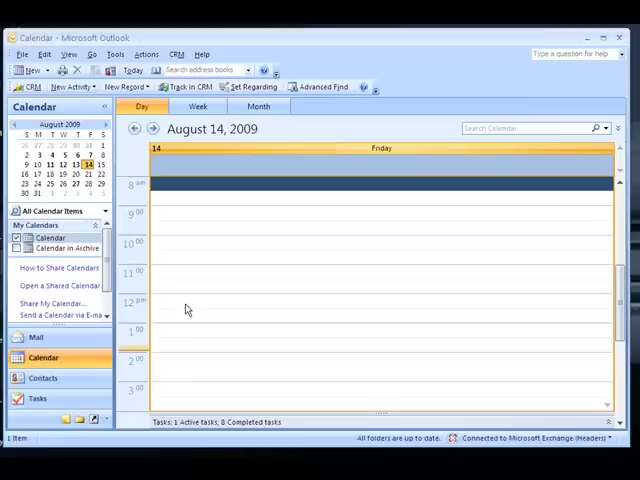 Calendar - Microsoft Outlook
File Edit View Go Tools Actions CRM Help
Type a question for help
New Today Search address books
CRM New Activity New Record Track in CRM Set Regarding Advanced Find
Calendar «
August 2009
S M T W T F S
26 27 28 29 30 31 1
2 3 4 5 6 7 8
9 10 11 12 13 14 15
16 17 18 19 20 21 22
23 24 25 26 27 28 29
30 31 1 2 3 4 5
All Calendar Items
My Calendars
Calendar
Calendar in Archive
How to Share Calendars
Open a Shared Calendar...
Share My Calendar...
Send a Calendar via E-mai
Mail
Calendar
Contacts
Tasks
Day Week Month
August 14, 2009
Search Calendar
14 Friday
8 am
9 00
10 00
11 00
12 pm
1 00
2 00
3 00
Tasks: 1 Active tasks, 8 Completed tasks
1 Item
All folders are up to date. Connected to Microsoft Exchange (Headers)